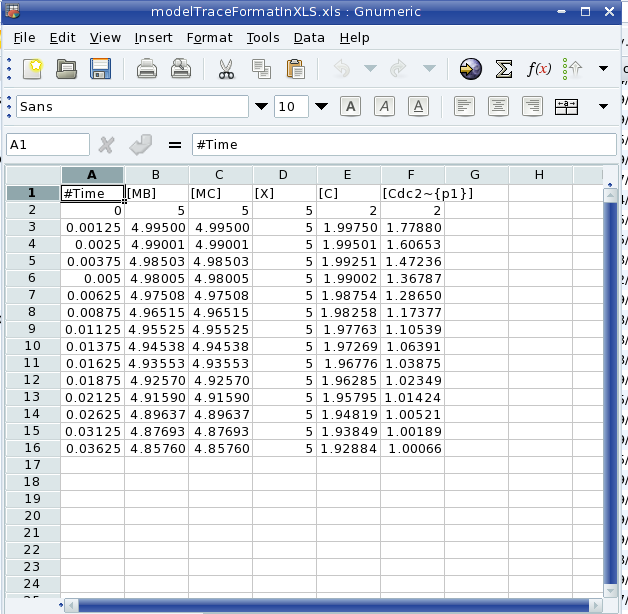 modelTraceFormatInXLS.xls : Gnumeric
File Edit View Insert Format Tools Data Help
Sans 10 A A A
A1 = #Time
A B C D E F G H
1 #Time [MB] [MC] [X] [C] [Cdc2~{p1}]
2 0 5 5 5 2 2
3 0.00125 4.99500 4.99500 5 1.99750 1.77880
4 0.0025 4.99001 4.99001 5 1.99501 1.60653
5 0.00375 4.98503 4.98503 5 1.99251 1.47236
6 0.005 4.98005 4.98005 5 1.99002 1.36787
7 0.00625 4.97508 4.97508 5 1.98754 1.28650
8 0.00875 4.96515 4.96515 5 1.98258 1.17377
9 0.01125 4.95525 4.95525 5 1.97763 1.10539
10 0.01375 4.94538 4.94538 5 1.97269 1.06391
11 0.01625 4.93553 4.93553 5 1.96776 1.03875
12 0.01875 4.92570 4.92570 5 1.96285 1.02349
13 0.02125 4.91590 4.91590 5 1.95795 1.01424
14 0.02625 4.89637 4.89637 5 1.94819 1.00521
15 0.03125 4.87693 4.87693 5 1.93849 1.00189
16 0.03625 4.85760 4.85760 5 1.92884 1.00066
17
18
19
20
21
22
23
24